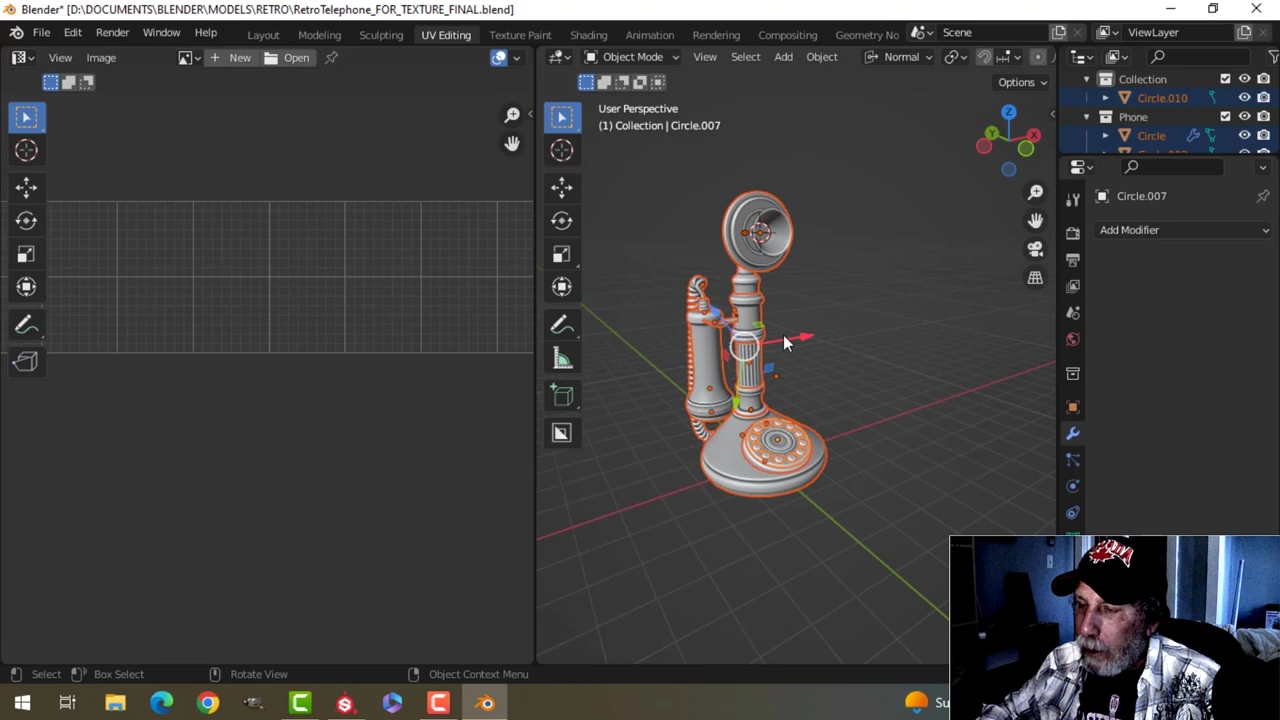 Blender* [D:\DOCUMENTS\BLENDER\MODELS\RETRO\RetroTelephone_FOR_TEXTURE_FINAL.blend]
File Edit Render Window Help Layout Modeling Sculpting UV Editing Texture Paint Shading Animation Rendering Compositing Geometry No Scene ViewLayer
View Image New Open Object Mode View Select Add Object Normal
Options
Collection
Circle.010
Phone
Circle
User Perspective
(1) Collection | Circle.007
Z
Y
X
Circle.007
Add Modifier
Select Box Select Rotate View Object Context Menu
Su